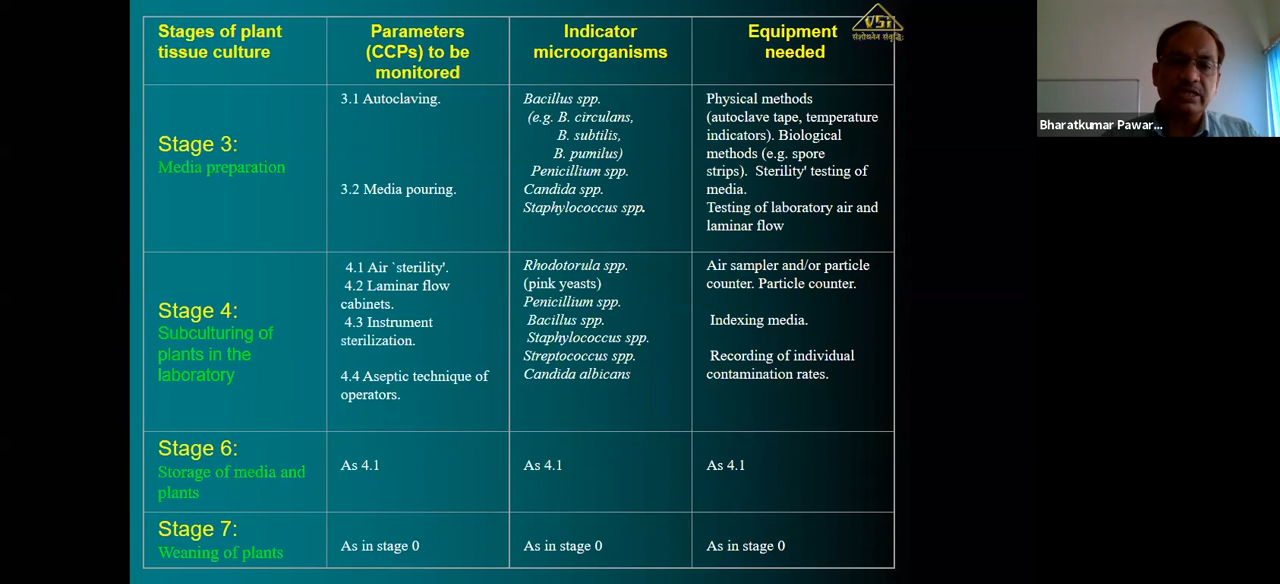 Stages of plant
tissue culture
Parameters
(CCPs) to be
monitored
Indicator
microorganisms
Equipment
needed
VSI
संशोधनेन संवृद्धिः
Bharatkumar Pawar...
Stage 3:
Media preparation
3.1 Autoclaving.
3.2 Media pouring.
Bacillus spp.
(e.g. B. circulans,
B. subtilis,
B. pumilus)
Penicillium spp.
Candida spp.
Staphylococcus spp.
Physical methods
(autoclave tape, temperature
indicators). Biological
methods (e.g. spore
strips). Sterility' testing of
media.
Testing of laboratory air and
laminar flow
Stage 4:
Subculturing of
plants in the
laboratory
4.1 Air `sterility'.
4.2 Laminar flow
cabinets.
4.3 Instrument
sterilization.
4.4 Aseptic technique of
operators.
Rhodotorula spp.
(pink yeasts)
Penicillium spp.
Bacillus spp.
Staphylococcus spp.
Streptococcus spp.
Candida albicans
Air sampler and/or particle
counter. Particle counter.
Indexing media.
Recording of individual
contamination rates.
Stage 6:
Storage of media and
plants
As 4.1
As 4.1
As 4.1
Stage 7:
Weaning of plants
As in stage 0
As in stage 0
As in stage 0